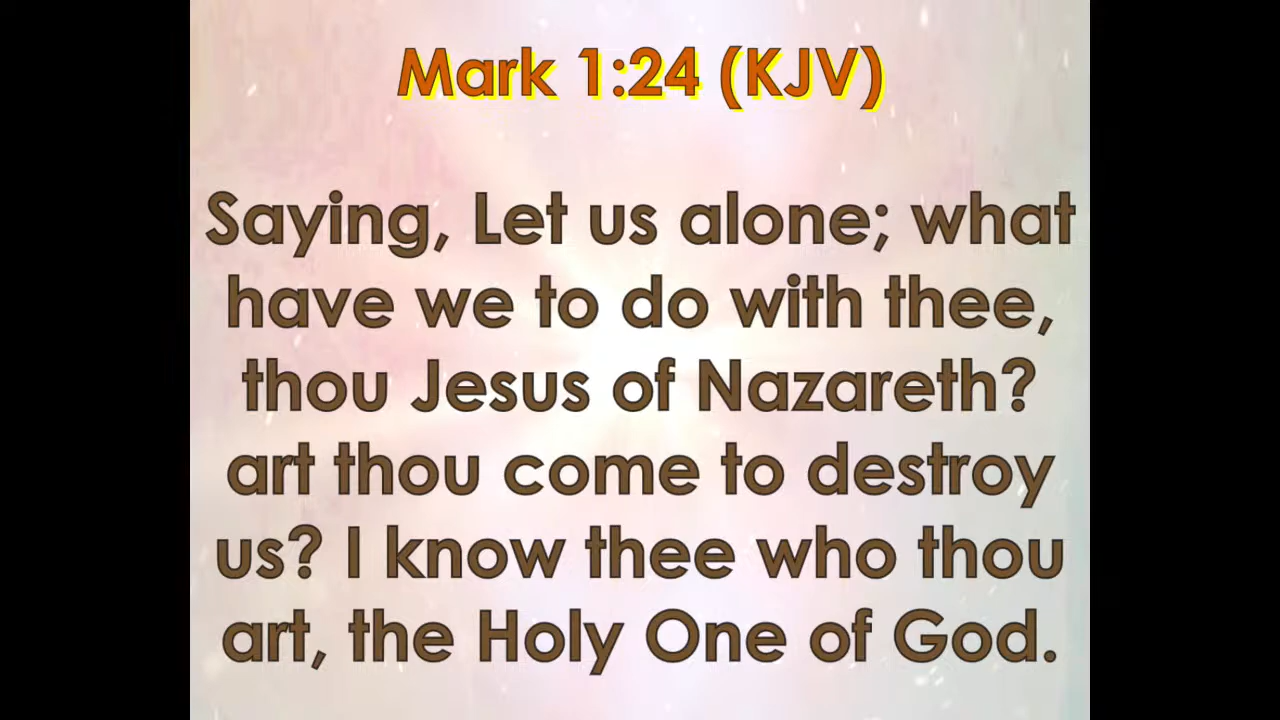 Mark 1:24 (KJV)
Saying, Let us alone; what
have we to do with thee,
thou Jesus of Nazareth?
art thou come to destroy
us? I know thee who thou
art, the Holy One of God.